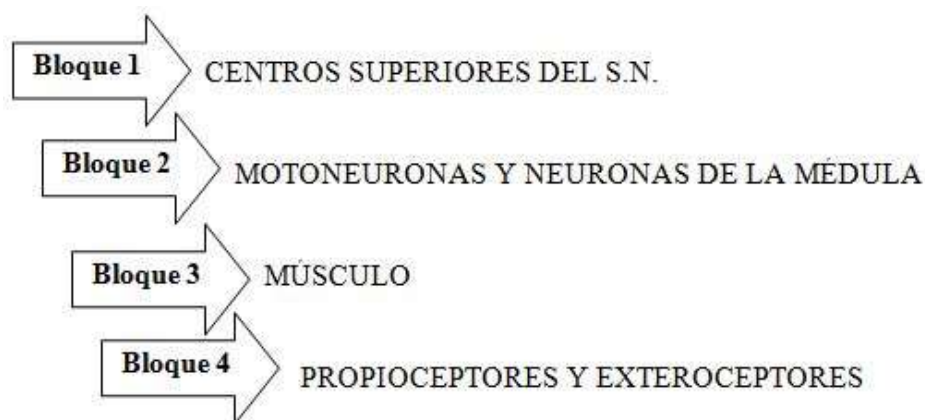 Bloque 1
CENTROS SUPERIORES DEL S.N.
Bloque 2
MOTONEURONAS Y NEURONAS DE LA MÉDULA
Bloque 3
MÚSCULO
Bloque 4
PROPIOCEPTORES Y EXTEROCEPTORES